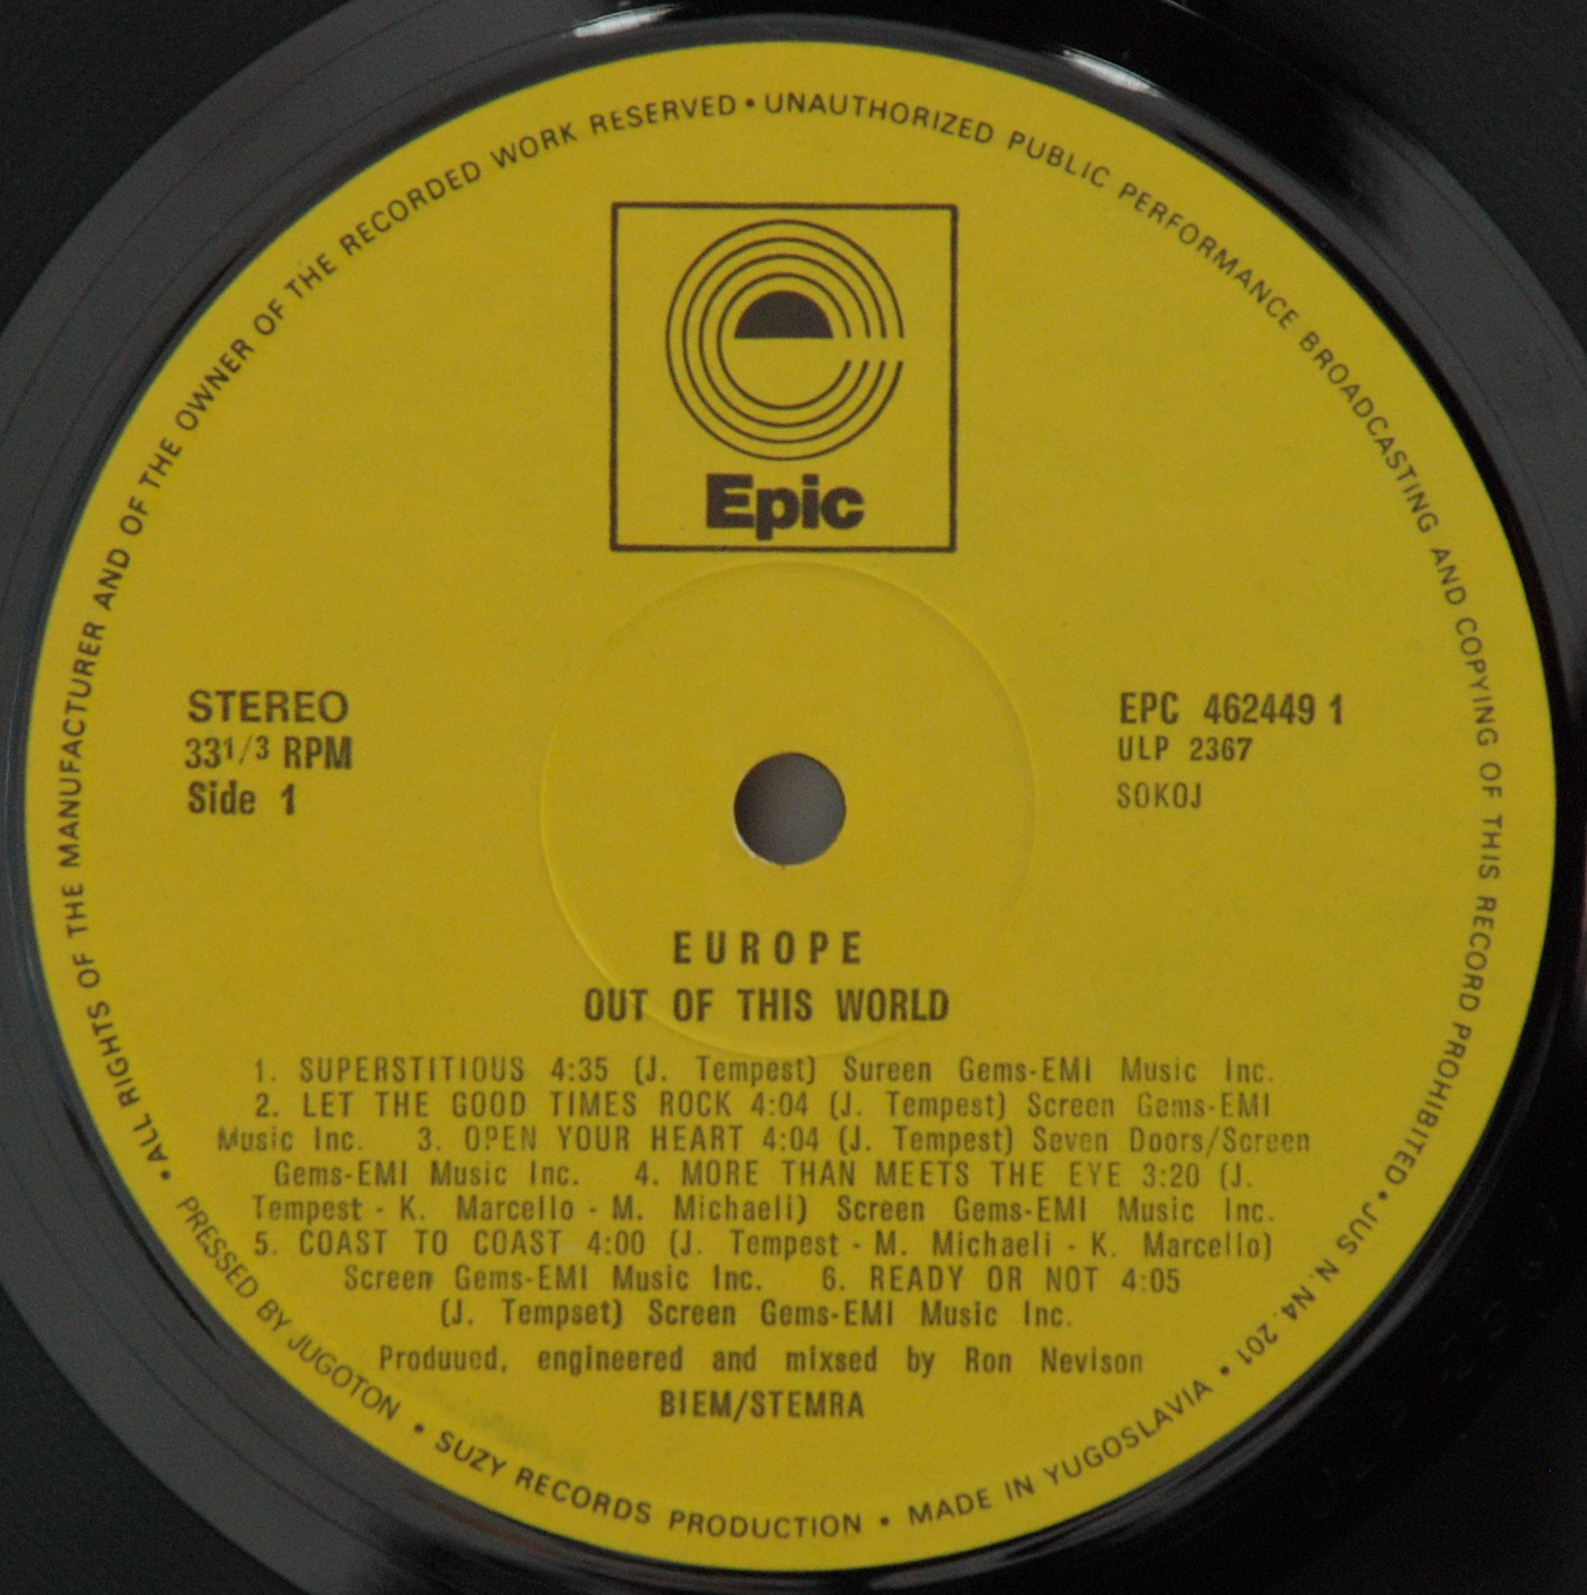 • ALL RIGHTS OF THE MANUFACTURER AND OF THE OWNER OF THE RECORDED WORK RESERVED • UNAUTHORIZED PUBLIC PERFORMANCE BROADCASTING AND COPYING OF THIS RECORD PROHIBITED • JUS N. N4. 201 •
Epic
STEREO
33 1/3 RPM
Side 1
EPC 462449 1
ULP 2367
SOKOJ
EUROPE
OUT OF THIS WORLD
1. SUPERSTITIOUS 4:35 (J. Tempest) Sureen Gems-EMI Music Inc.
2. LET THE GOOD TIMES ROCK 4:04 (J. Tempest) Screen Gems-EMI
Music Inc. 3. OPEN YOUR HEART 4:04 (J. Tempest) Seven Doors/Screen
Gems-EMI Music Inc. 4. MORE THAN MEETS THE EYE 3:20 (J.
Tempest - K. Marcello - M. Michaeli) Screen Gems-EMI Music Inc.
5. COAST TO COAST 4:00 (J. Tempest - M. Michaeli - K. Marcello)
Screen Gems-EMI Music Inc. 6. READY OR NOT 4:05
(J. Tempset) Screen Gems-EMI Music Inc.
Produued, engineered and mixsed by Ron Nevison
BIEM/STEMRA
PRESSED BY JUGOTON • SUZY RECORDS PRODUCTION • MADE IN YUGOSLAVIA